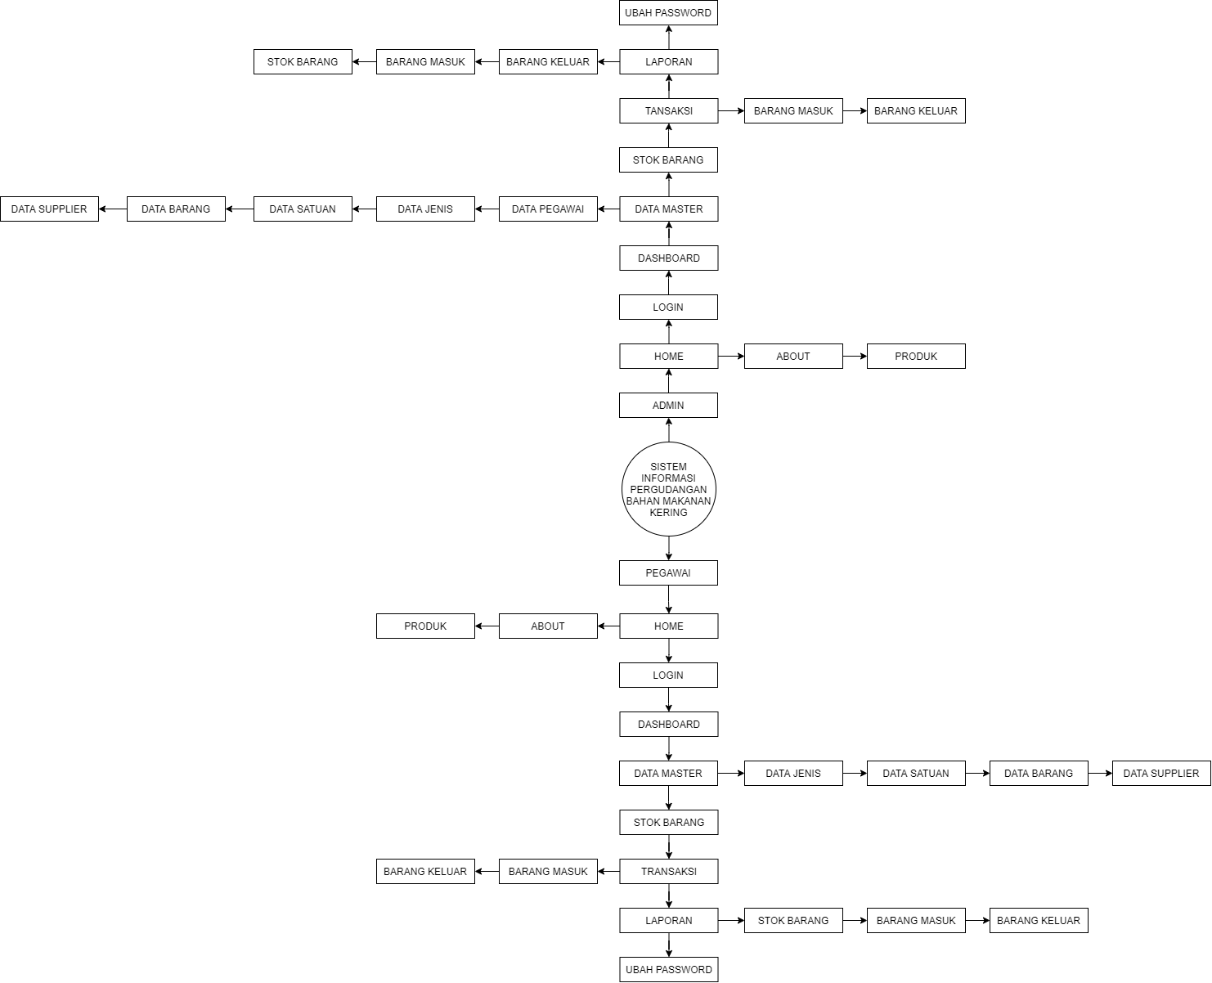 UBAH PASSWORD
STOK BARANG
BARANG MASUK
BARANG KELUAR
LAPORAN
TANSAKSI
BARANG MASUK
BARANG KELUAR
STOK BARANG
DATA SUPPLIER
DATA BARANG
DATA SATUAN
DATA JENIS
DATA PEGAWAI
DATA MASTER
DASHBOARD
LOGIN
HOME
ABOUT
PRODUK
ADMIN
SISTEM
INFORMASI
PERGUDANGAN
BAHAN MAKANAN
KERING
PEGAWAI
PRODUK
ABOUT
HOME
LOGIN
DASHBOARD
DATA MASTER
DATA JENIS
DATA SATUAN
DATA BARANG
DATA SUPPLIER
STOK BARANG
BARANG KELUAR
BARANG MASUK
TRANSAKSI
LAPORAN
STOK BARANG
BARANG MASUK
BARANG KELUAR
UBAH PASSWORD